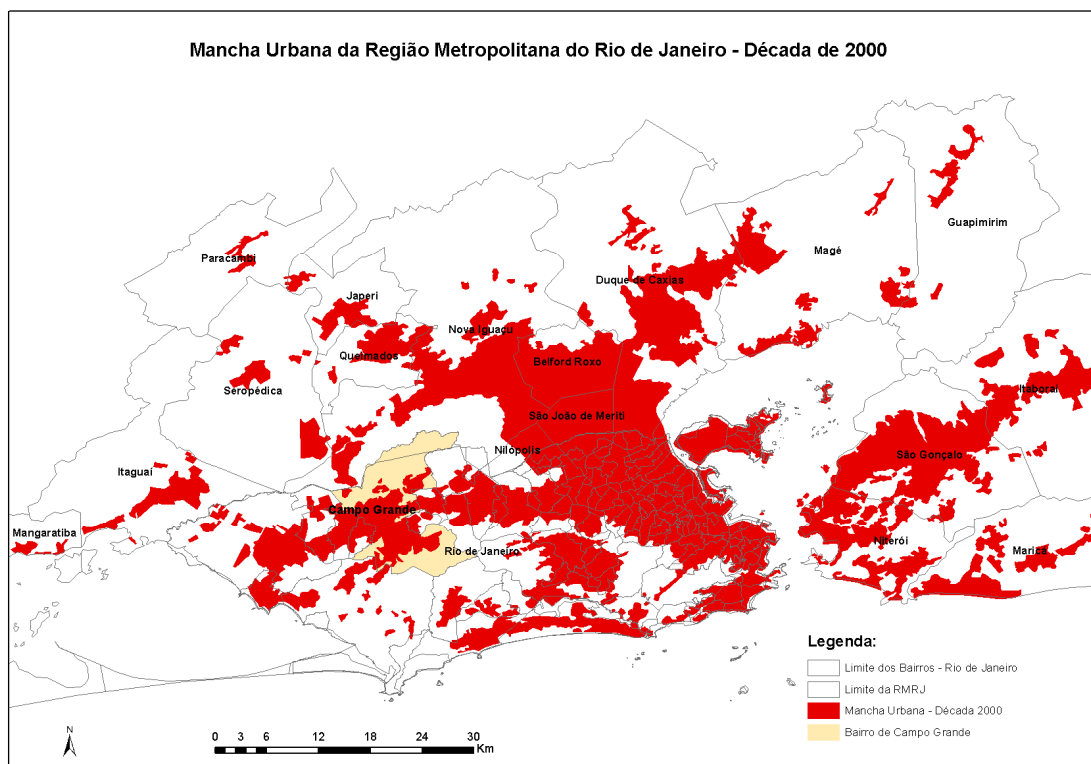 Mancha Urbana da Região Metropolitana do Rio de Janeiro - Década de 2000
Guapimirim
Magé
Paracambi
Duque de Caxias
Japeri
Nova Iguaçu
Queimados
Belford Roxo
Seropédica
Itaboraí
São João de Meriti
Nilópolis
São Gonçalo
Itaguaí
Campo Grande
Mangaratiba
Rio de Janeiro
Niterói
Maricá
Legenda:
Limite dos Bairros - Rio de Janeiro
Limite da RMRJ
Mancha Urbana - Década 2000
Bairro de Campo Grande
N
0 3 6 12 18 24 30
Km